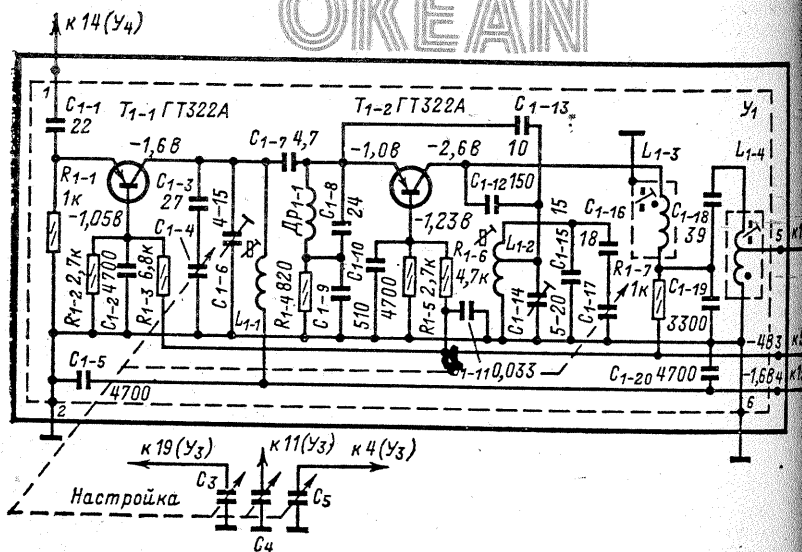 OKEAN
к 14(У4)
1
С1-1
22
Т1-1 ГТ322А
Т1-2 ГТ322А
С1-13
10
У1
-1,6В
С1-7 4,7
-1,0В
-2,6В
L1-3
L1-4
R1-1
1к
-1,05В
С1-3
27
С1-4
4-15
С1-6
Др1-1
С1-8
24
С1-12 150
-1,23В
15
С1-15
С1-16
18
С1-18
39
5
R1-2 2,7к
С1-2 4700
R1-3 6,8к
L1-1
R1-4 820
С1-9
С1-10
510
4700
R1-5 2,7к
R1-6
4,7к
L1-2
С1-14
5-20
С1-17
R1-7
1к
С1-19
3300
С1-5
4700
С1-11 0,033
С1-20 4700
-4В 3
-1,6В 4
2
6
к 19(У3)
к 11(У3)
к 4(У3)
Настройка
С3
С4
С5